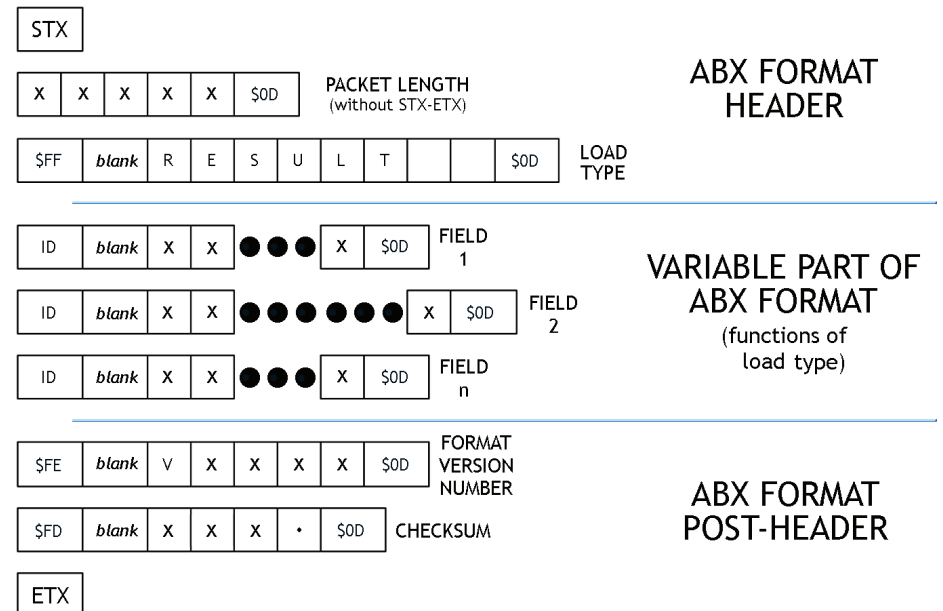 STX
X X X X X $0D PACKET LENGTH
(without STX-ETX)
ABX FORMAT
HEADER
$FF blank R E S U L T $0D LOAD
TYPE
ID blank X X X $0D FIELD
1
ID blank X X X $0D FIELD
2
ID blank X X X $0D FIELD
n
VARIABLE PART OF
ABX FORMAT
(functions of
load type)
$FE blank V X X X X $0D FORMAT
VERSION
NUMBER
$FD blank X X X • $0D CHECKSUM
ABX FORMAT
POST-HEADER
ETX